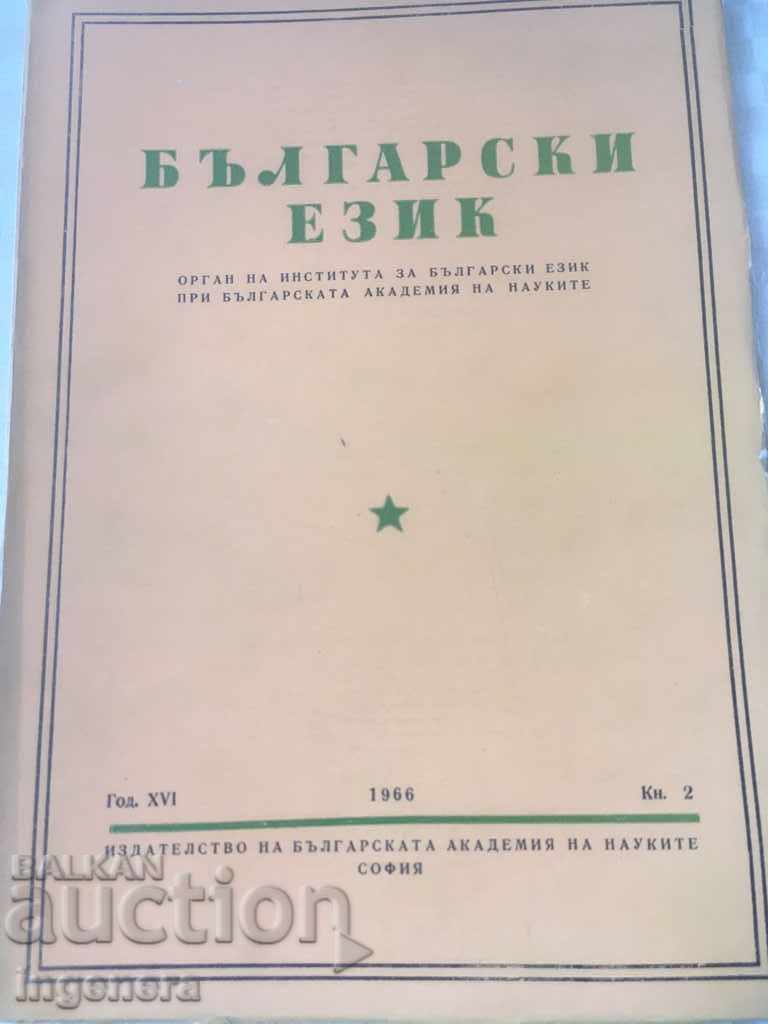 БЪЛГАРСКИ
ЕЗИК
ОРГАН НА ИНСТИТУТА ЗА БЪЛГАРСКИ ЕЗИК
ПРИ БЪЛГАРСКАТА АКАДЕМИЯ НА НАУКИТЕ
Год. XVI 1966 Кн. 2
ИЗДАТЕЛСТВО НА БЪЛГАРСКАТА АКАДЕМИЯ НА НАУКИТЕ
СОФИЯ
BALKAN
auction
ingenera